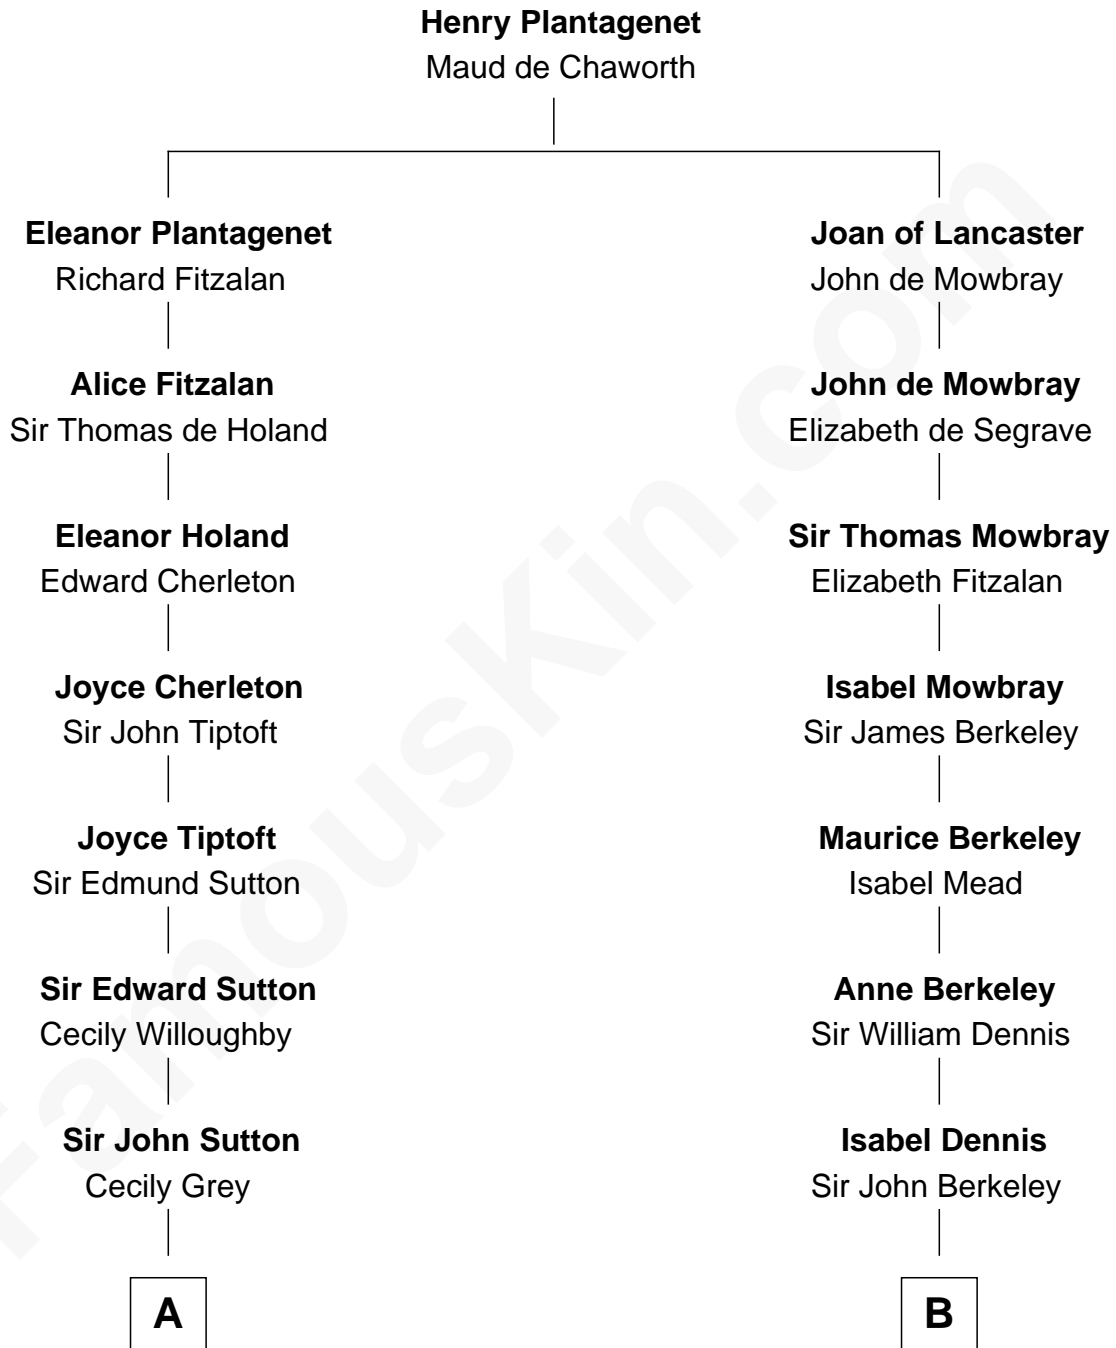 Henry Plantagenet
Maud de Chaworth
Eleanor Plantagenet
Richard Fitzalan
Alice Fitzalan
Sir Thomas de Holand
Eleanor Holand
Edward Cherleton
Joyce Cherleton
Sir John Tiptoft
Joyce Tiptoft
Sir Edmund Sutton
Sir Edward Sutton
Cecily Willoughby
Sir John Sutton
Cecily Grey
A
Joan of Lancaster
John de Mowbray
John de Mowbray
Elizabeth de Segrave
Sir Thomas Mowbray
Elizabeth Fitzalan
Isabel Mowbray
Sir James Berkeley
Maurice Berkeley
Isabel Mead
Anne Berkeley
Sir William Dennis
Isabel Dennis
Sir John Berkeley
B
FamousKin.com